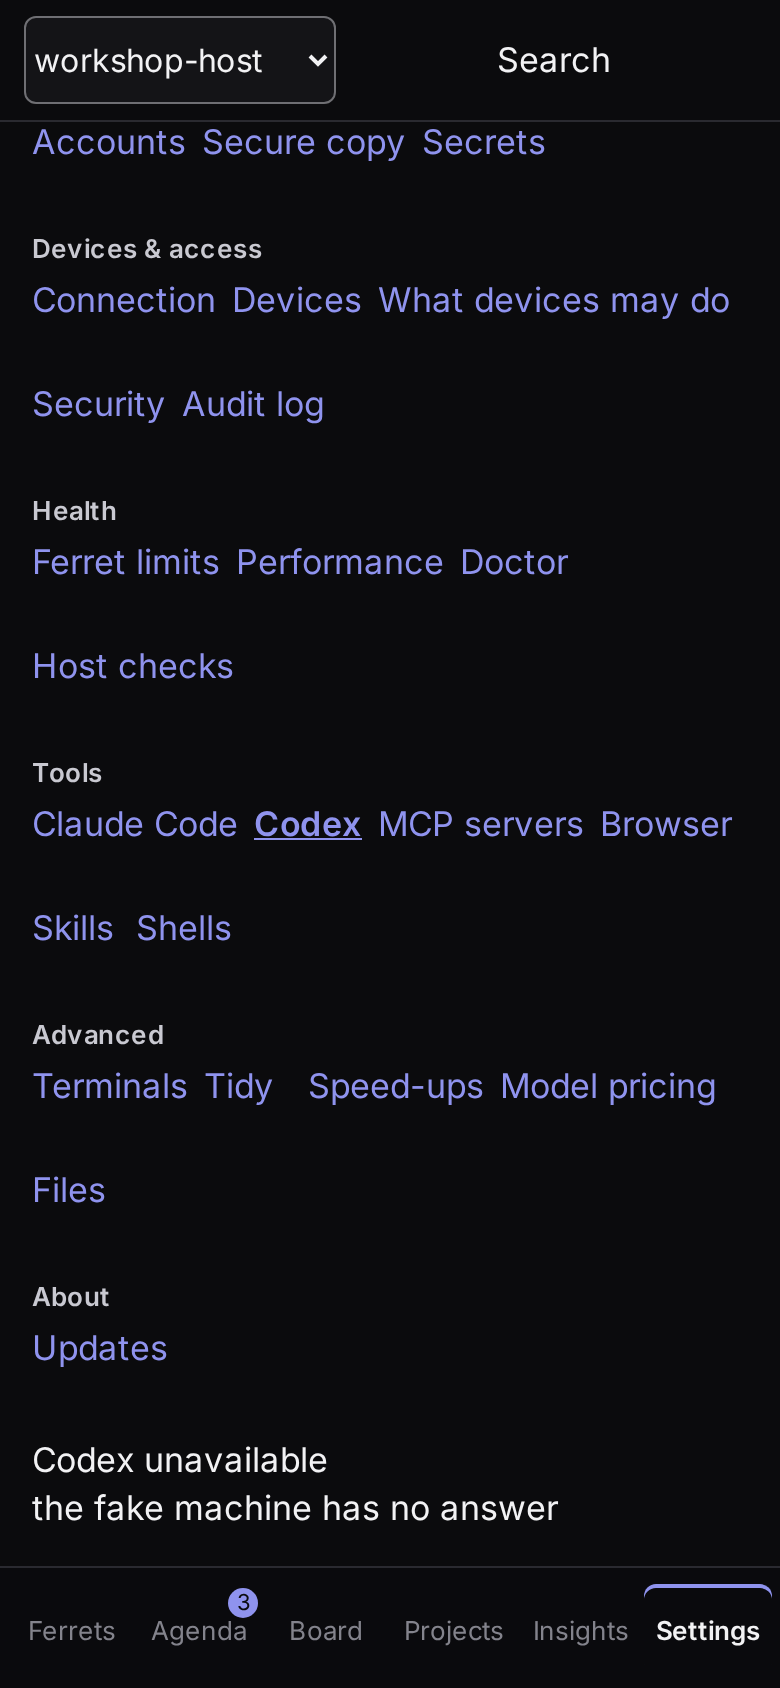 workshop-host Search
Accounts Secure copy Secrets
Devices & access
Connection Devices What devices may do
Security Audit log
Health
Ferret limits Performance Doctor
Host checks
Tools
Claude Code Codex MCP servers Browser
Skills Shells
Advanced
Terminals Tidy Speed-ups Model pricing
Files
About
Updates
Codex unavailable
the fake machine has no answer
3
Ferrets Agenda Board Projects Insights Settings